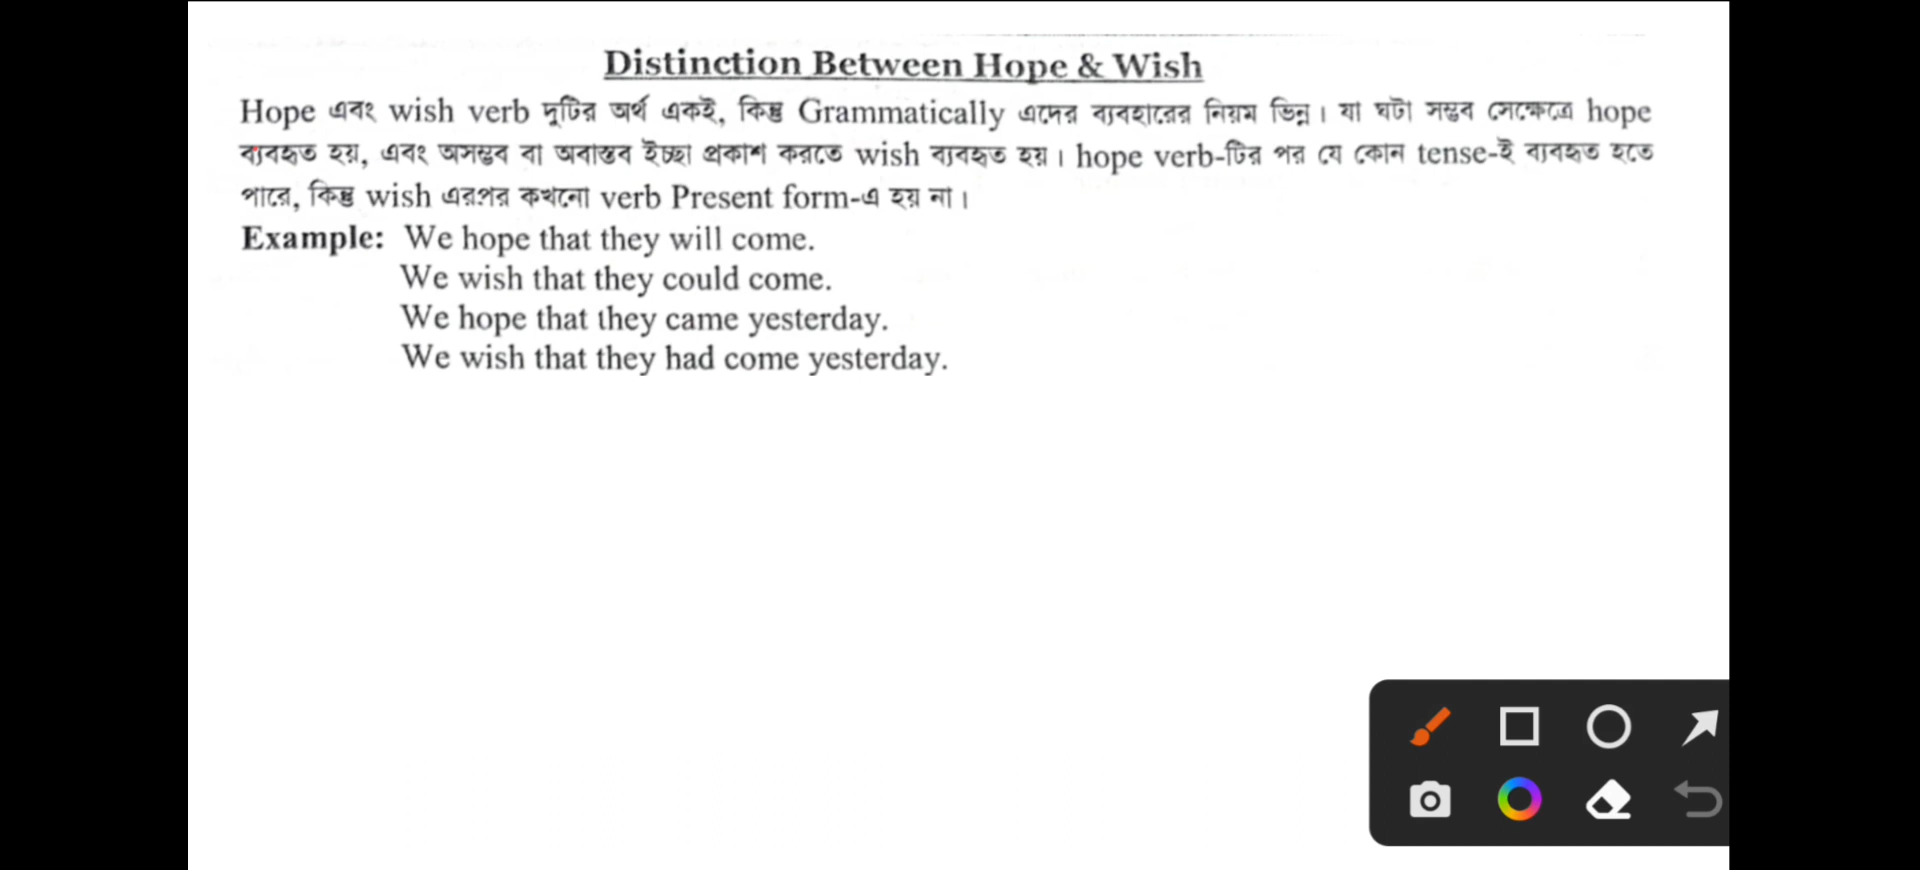 Distinction Between Hope & Wish
Hope এবং wish verb দুটির অর্থ একই, কিন্তু Grammatically এদের ব্যবহারের নিয়ম ভিন্ন। যা ঘটা সম্ভব সেক্ষেত্রে hope
ব্যবহৃত হয়, এবং অসম্ভব বা অবাস্তব ইচ্ছা প্রকাশ করতে wish ব্যবহৃত হয়। hope verb-টির পর যে কোন tense-ই ব্যবহৃত হতে
পারে, কিন্তু wish এরপর কখনো verb Present form-এ হয় না।
Example: We hope that they will come.
We wish that they could come.
We hope that they came yesterday.
We wish that they had come yesterday.